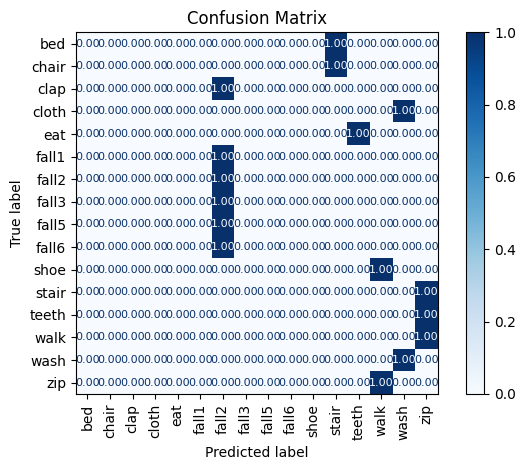 Confusion Matrix
bed 0.00 0.00 0.00 0.00 0.00 0.00 0.00 0.00 0.00 0.00 0.00 1.00 0.00 0.00 0.00 0.00
chair 0.00 0.00 0.00 0.00 0.00 0.00 0.00 0.00 0.00 0.00 0.00 1.00 0.00 0.00 0.00 0.00
clap 0.00 0.00 0.00 0.00 0.00 0.00 1.00 0.00 0.00 0.00 0.00 0.00 0.00 0.00 0.00 0.00
cloth 0.00 0.00 0.00 0.00 0.00 0.00 0.00 0.00 0.00 0.00 0.00 0.00 0.00 0.00 1.00 0.00
eat 0.00 0.00 0.00 0.00 0.00 0.00 0.00 0.00 0.00 0.00 0.00 0.00 1.00 0.00 0.00 0.00
fall1 0.00 0.00 0.00 0.00 0.00 0.00 1.00 0.00 0.00 0.00 0.00 0.00 0.00 0.00 0.00 0.00
fall2 0.00 0.00 0.00 0.00 0.00 0.00 1.00 0.00 0.00 0.00 0.00 0.00 0.00 0.00 0.00 0.00
fall3 0.00 0.00 0.00 0.00 0.00 0.00 1.00 0.00 0.00 0.00 0.00 0.00 0.00 0.00 0.00 0.00
fall5 0.00 0.00 0.00 0.00 0.00 0.00 1.00 0.00 0.00 0.00 0.00 0.00 0.00 0.00 0.00 0.00
fall6 0.00 0.00 0.00 0.00 0.00 0.00 1.00 0.00 0.00 0.00 0.00 0.00 0.00 0.00 0.00 0.00
shoe 0.00 0.00 0.00 0.00 0.00 0.00 0.00 0.00 0.00 0.00 0.00 0.00 0.00 1.00 0.00 0.00
stair 0.00 0.00 0.00 0.00 0.00 0.00 0.00 0.00 0.00 0.00 0.00 0.00 0.00 0.00 0.00 1.00
teeth 0.00 0.00 0.00 0.00 0.00 0.00 0.00 0.00 0.00 0.00 0.00 0.00 0.00 0.00 0.00 1.00
walk 0.00 0.00 0.00 0.00 0.00 0.00 0.00 0.00 0.00 0.00 0.00 0.00 0.00 0.00 0.00 1.00
wash 0.00 0.00 0.00 0.00 0.00 0.00 0.00 0.00 0.00 0.00 0.00 0.00 0.00 0.00 1.00 0.00
zip 0.00 0.00 0.00 0.00 0.00 0.00 0.00 0.00 0.00 0.00 0.00 0.00 0.00 1.00 0.00 0.00
True label
bed chair clap cloth eat fall1 fall2 fall3 fall5 fall6 shoe stair teeth walk wash zip
Predicted label
1.0
0.8
0.6
0.4
0.2
0.0